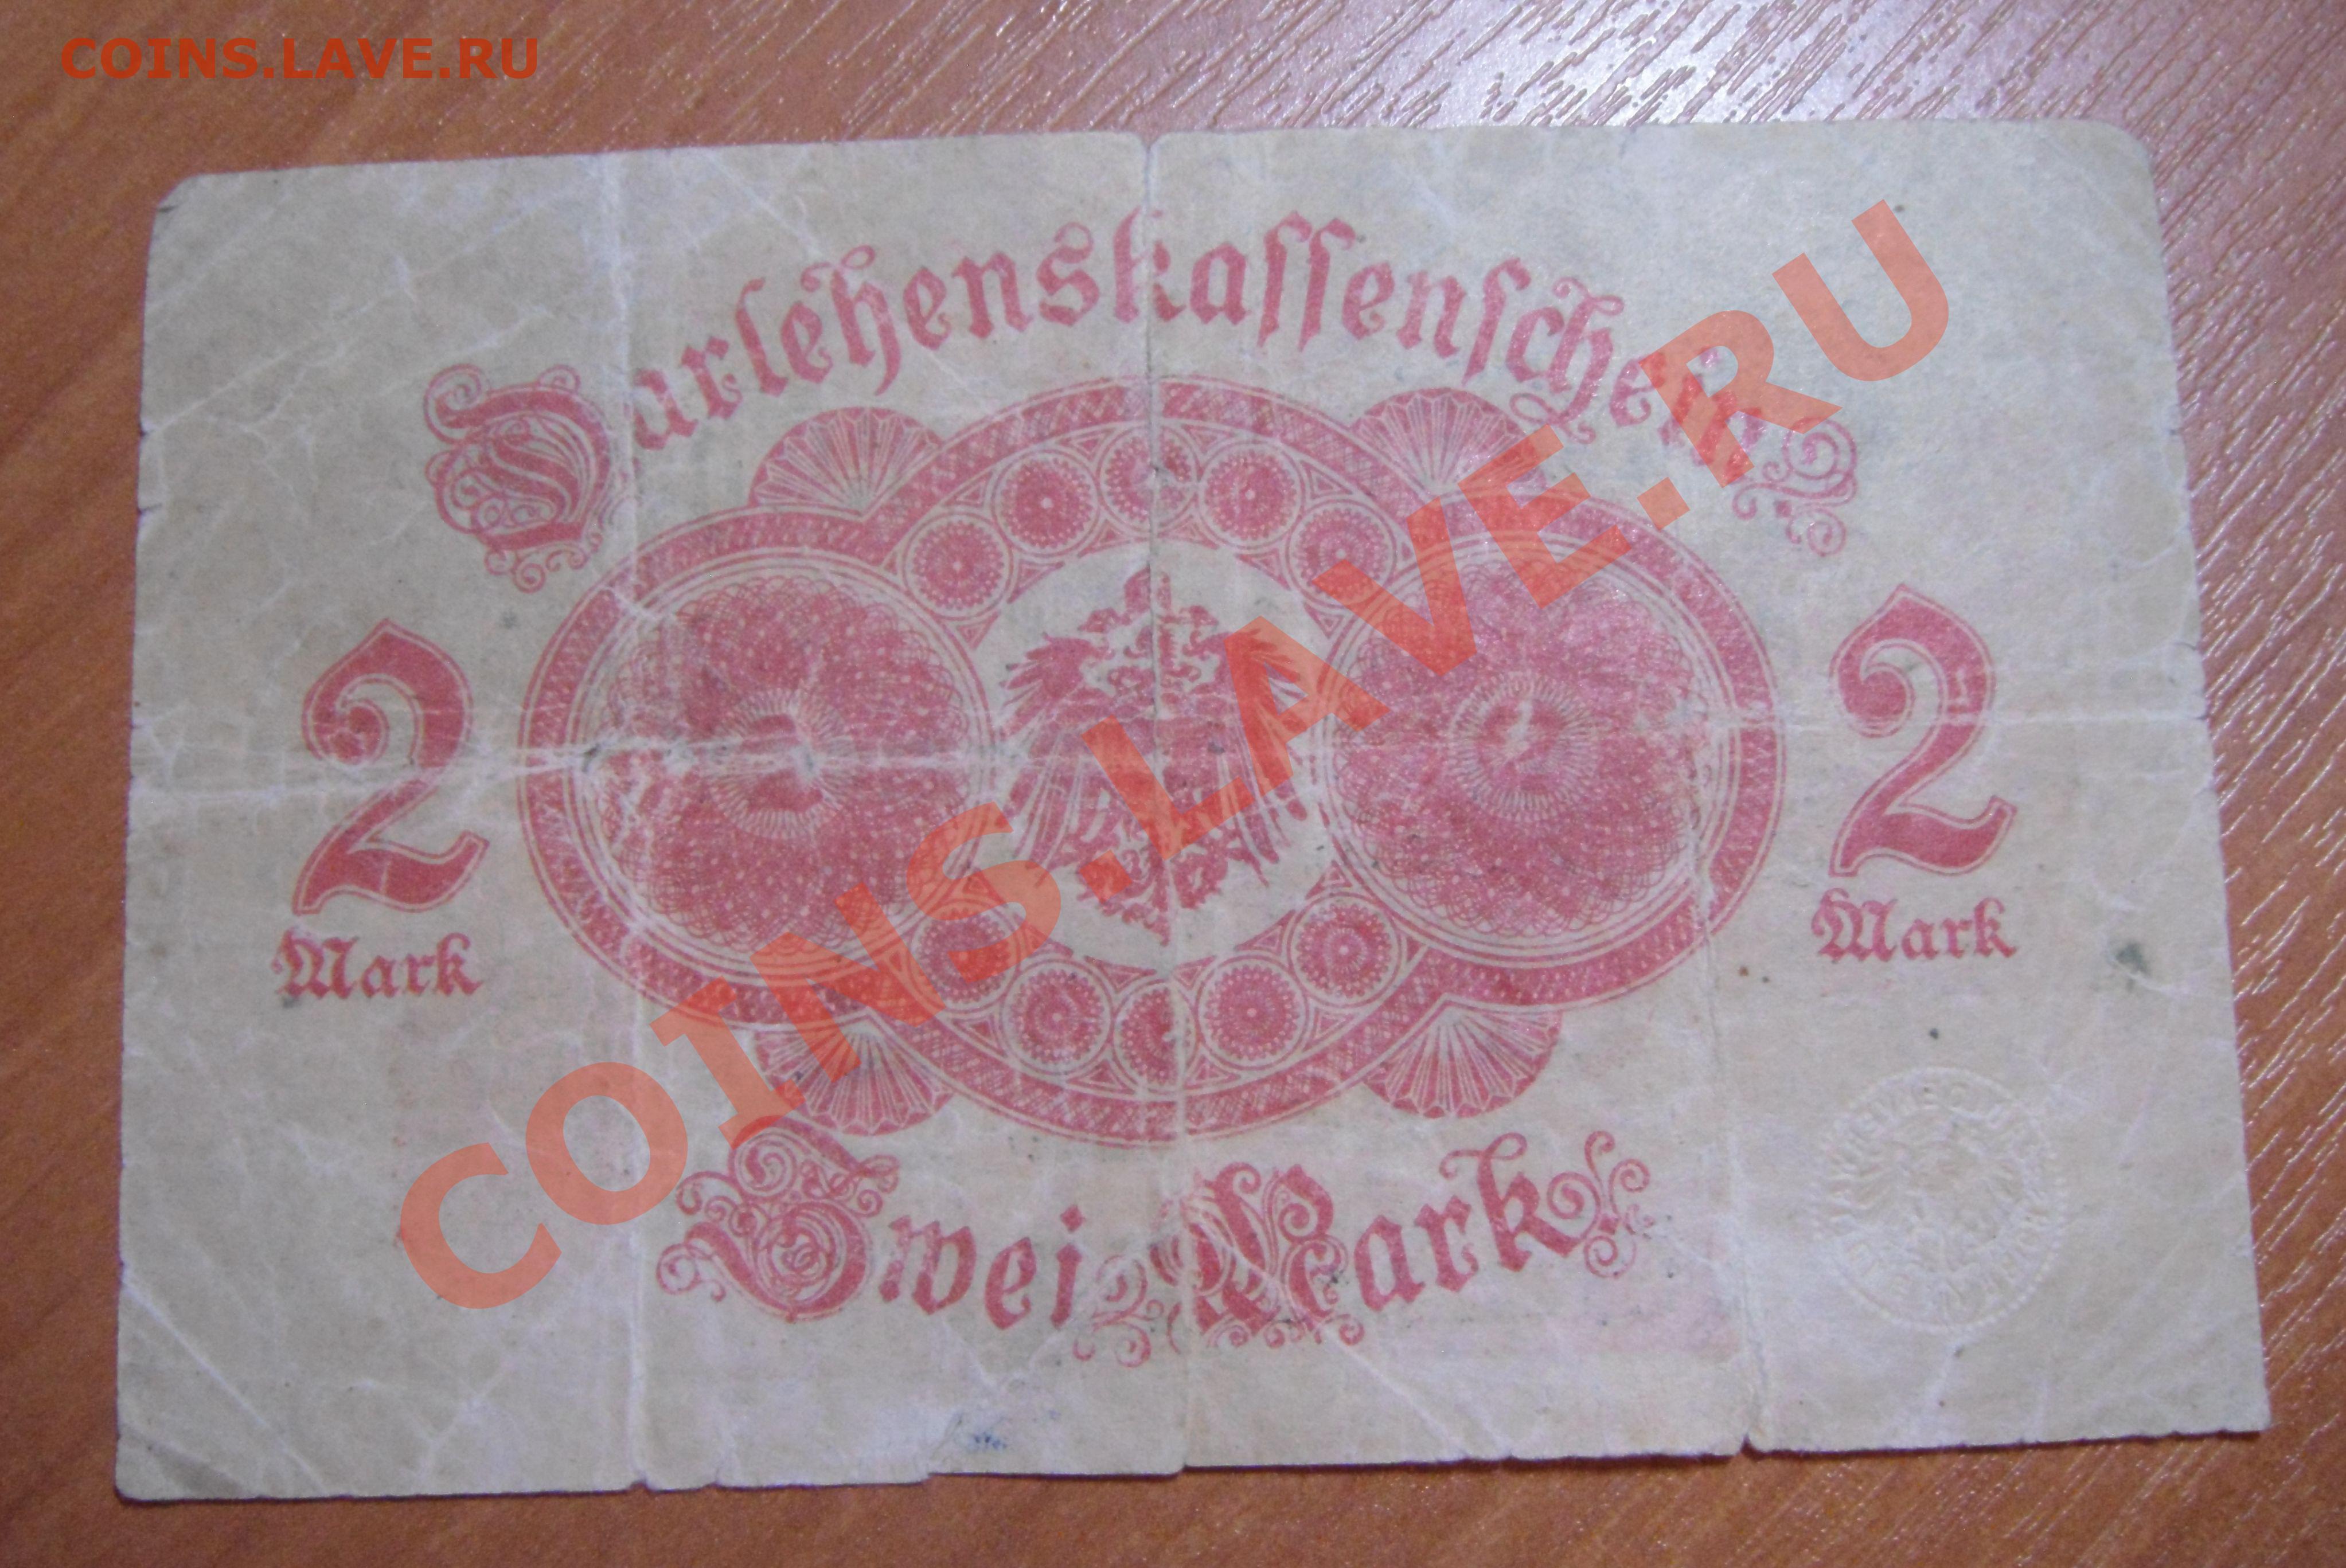 COINS.LAVE.RU
Darlehenskassenschein
2
Mark
2
Mark
Zwei Mark
COINS.LAVE.RU